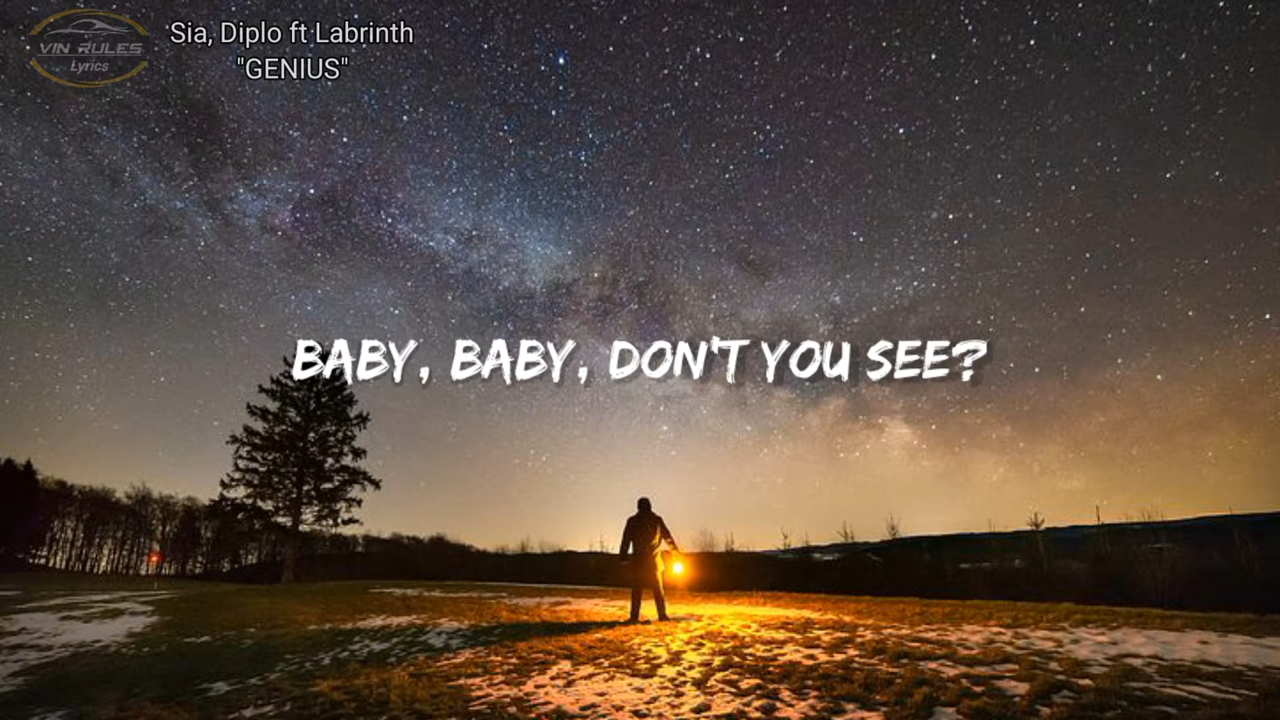 VIN RULES
Lyrics
Sia, Diplo ft Labrinth
"GENIUS"
BABY, BABY, DON'T YOU SEE?